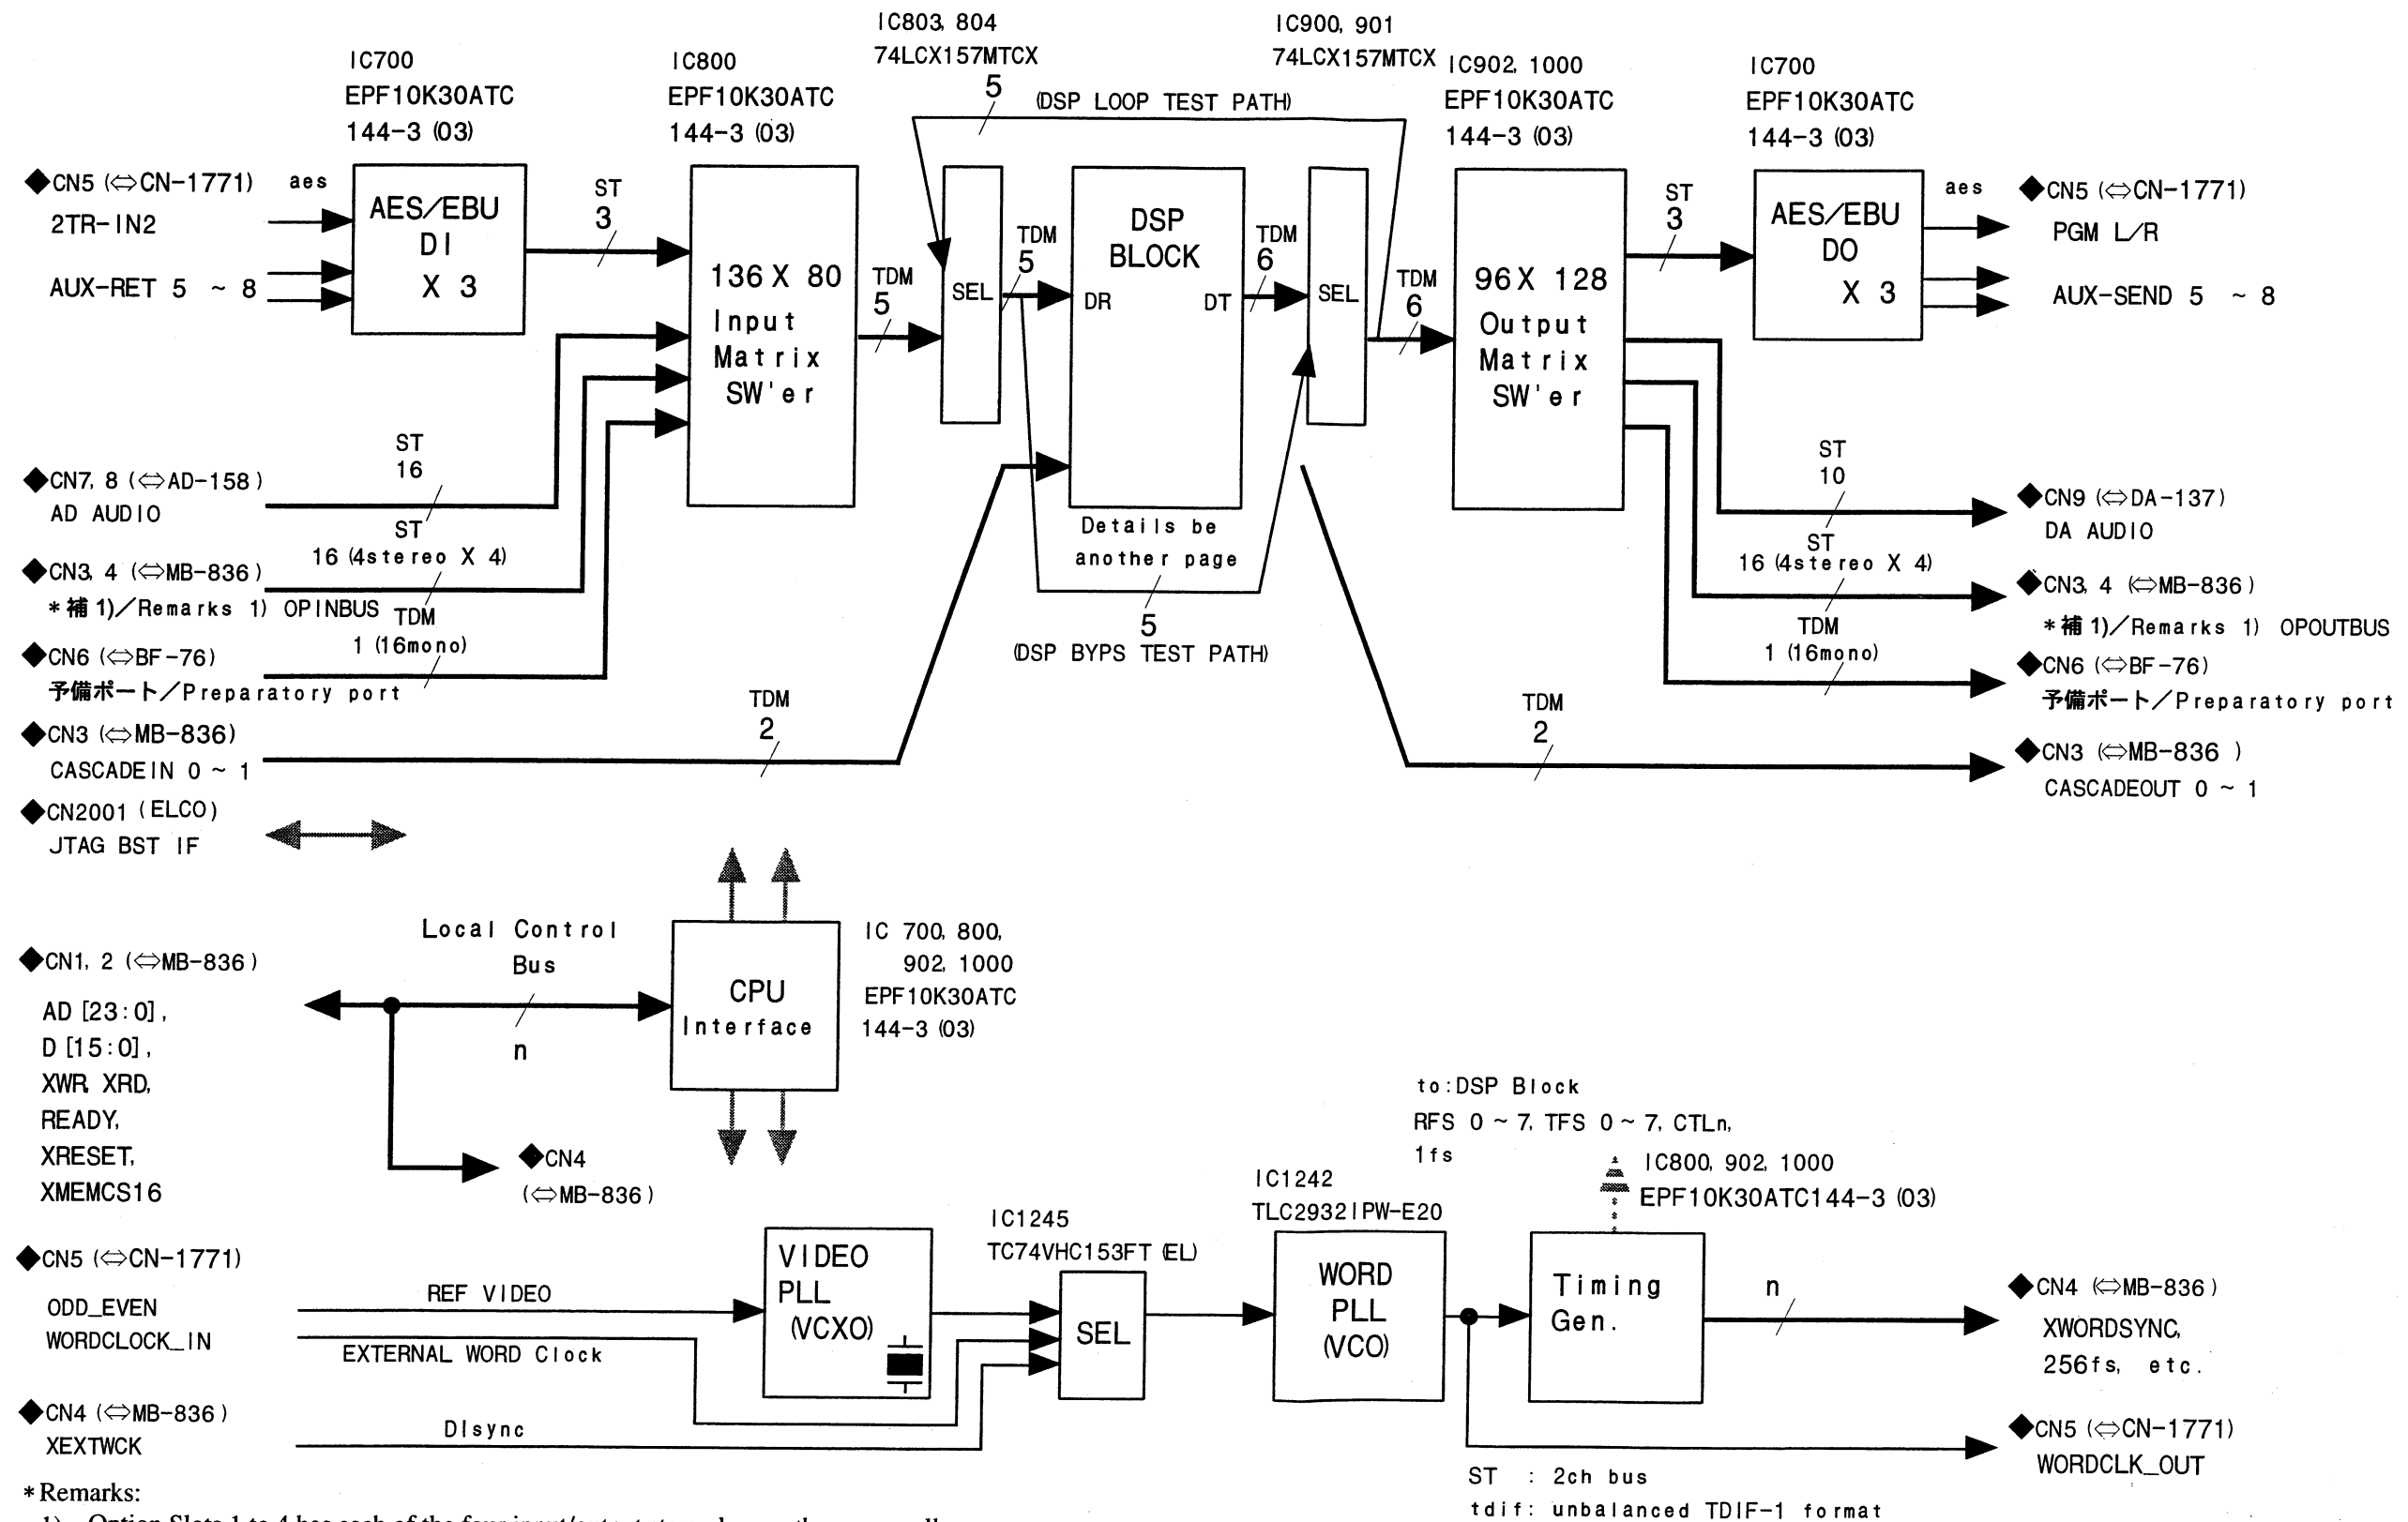 IC700
EPF10K30ATC
144-3 (03)
IC800
EPF10K30ATC
144-3 (03)
IC803, 804
74LCX157MTCX
5
(DSP LOOP TEST PATH)
IC900, 901
74LCX157MTCX
IC902, 1000
EPF10K30ATC
144-3 (03)
IC700
EPF10K30ATC
144-3 (03)
◆CN5 (⇔CN-1771)
2TR-IN2
AUX-RET 5 ~ 8
aes
AES/EBU
DI
X 3
ST
3
136 X 80
Input
Matrix
SW'er
TDM
5
SEL
TDM
5
DSP
BLOCK
DR
DT
TDM
6
SEL
TDM
6
96 X 128
Output
Matrix
SW'er
ST
3
AES/EBU
DO
X 3
aes
◆CN5 (⇔CN-1771)
PGM L/R
AUX-SEND 5 ~ 8
◆CN7, 8 (⇔AD-158)
AD AUDIO
ST
16
◆CN3, 4 (⇔MB-836)
*補 1)/Remarks 1) OPINBUS
ST
16 (4stereo X 4)
◆CN6 (⇔BF-76)
予備ポート/Preparatory port
TDM
1 (16mono)
◆CN3 (⇔MB-836)
CASCADEIN 0 ~ 1
TDM
2
Details be
another page
5
(DSP BYPS TEST PATH)
ST
10
◆CN9 (⇔DA-137)
DA AUDIO
ST
16 (4stereo X 4)
◆CN3, 4 (⇔MB-836)
*補 1)/Remarks 1) OPOUTBUS
TDM
1 (16mono)
◆CN6 (⇔BF-76)
予備ポート/Preparatory port
TDM
2
◆CN3 (⇔MB-836 )
CASCADEOUT 0 ~ 1
◆CN2001 (ELCO)
JTAG BST IF
◆CN1, 2 (⇔MB-836)
AD [23:0],
D [15:0],
XWR, XRD,
READY,
XRESET,
XMEMCS16
Local Control
Bus
n
CPU
Interface
IC 700, 800,
902, 1000
EPF10K30ATC
144-3 (03)
◆CN4
(⇔MB-836)
to:DSP Block
RFS 0 ~ 7, TFS 0 ~ 7, CTLn,
1fs
IC800, 902, 1000
EPF10K30ATC144-3 (03)
◆CN5 (⇔CN-1771)
ODD_EVEN
WORDCLOCK_IN
REF VIDEO
EXTERNAL WORD Clock
VIDEO
PLL
(VCXO)
IC1245
TC74VHC153FT (EL)
SEL
IC1242
TLC2932IPW-E20
WORD
PLL
(VCO)
Timing
Gen.
n
◆CN4 (⇔MB-836)
XWORDSYNC,
256fs, etc.
◆CN4 (⇔MB-836)
XEXTWCK
DIsync
◆CN5 (⇔CN-1771)
WORDCLK_OUT
ST : 2ch bus
tdif: unbalanced TDIF-1 format
*Remarks: